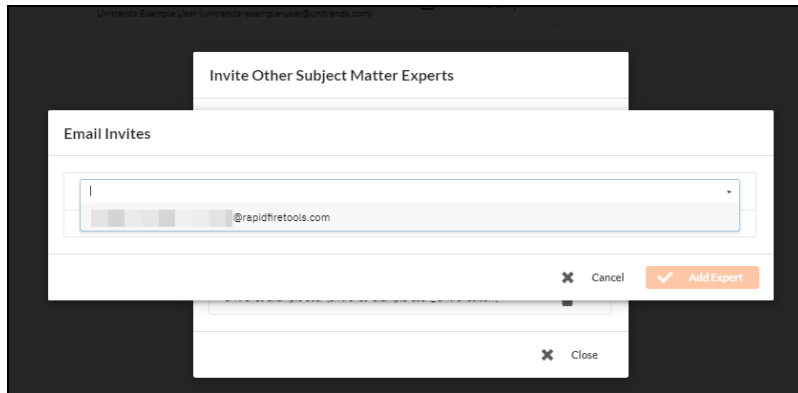 Unitrends Example User (unitrends-example-user@unitrends.com)
Invite Other Subject Matter Experts
Email Invites
@rapidfiretools.com
Cancel
Add Expert
Close